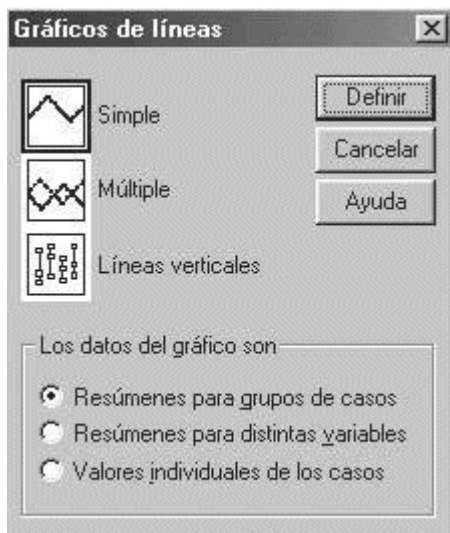 Gráficos de líneas
Simple
Múltiple
Líneas verticales
Definir
Cancelar
Ayuda
Los datos del gráfico son
Resúmenes para grupos de casos
Resúmenes para distintas variables
Valores individuales de los casos